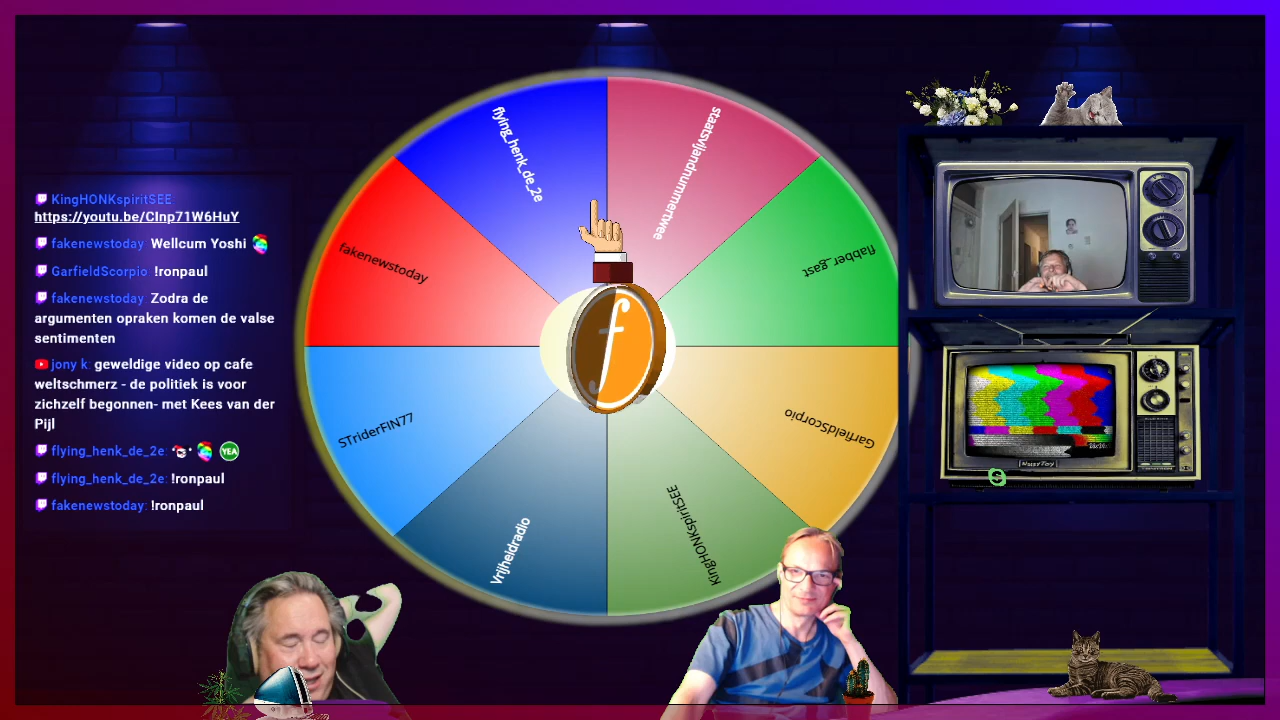 KingHONKspiritSEE:
https://youtu.be/CInp71W6HuY
fakenewstoday: Wellcum Yoshi
GarfieldScorpio: !ronpaul
fakenewstoday: Zodra de
argumenten opraken komen de valse
sentimenten
jony k: geweldige video op cafe
weltschmerz - de politiek is voor
zichzelf begonnen- met Kees van der
Pijl
flying_henk_de_2e: YEA
flying_henk_de_2e: !ronpaul
fakenewstoday: !ronpaul
flying_henk_de_2e
staatsvijandnummertwee
fakenewstoday
flabber_gast
f
STriderFIN77
GarfieldScorpio
Vrijheidradio
KingHONKspiritSEE